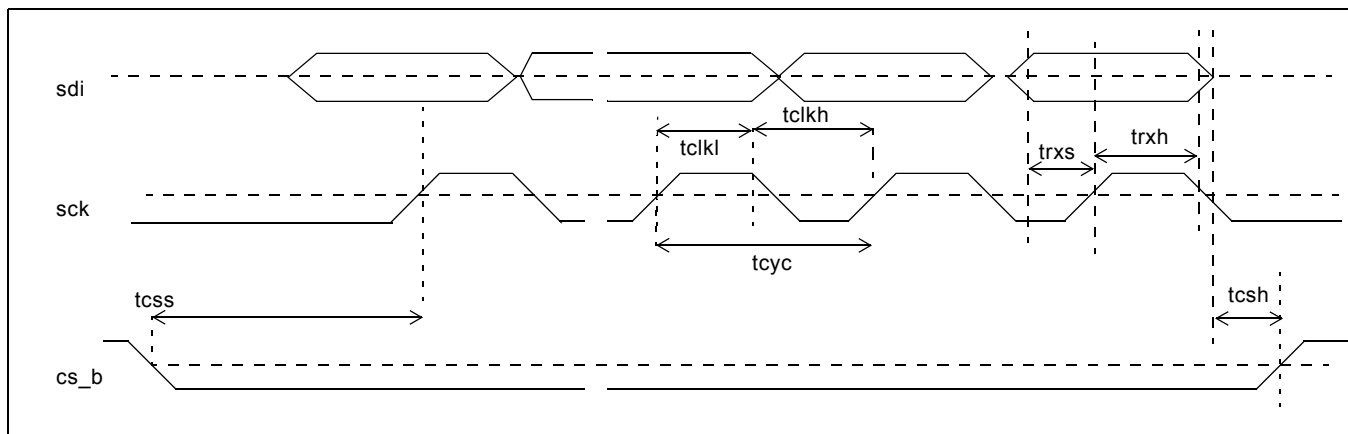 sdi
tclkh
tclkl
trxs
trxh
sck
tcyc
tcss
tcsh
cs_b